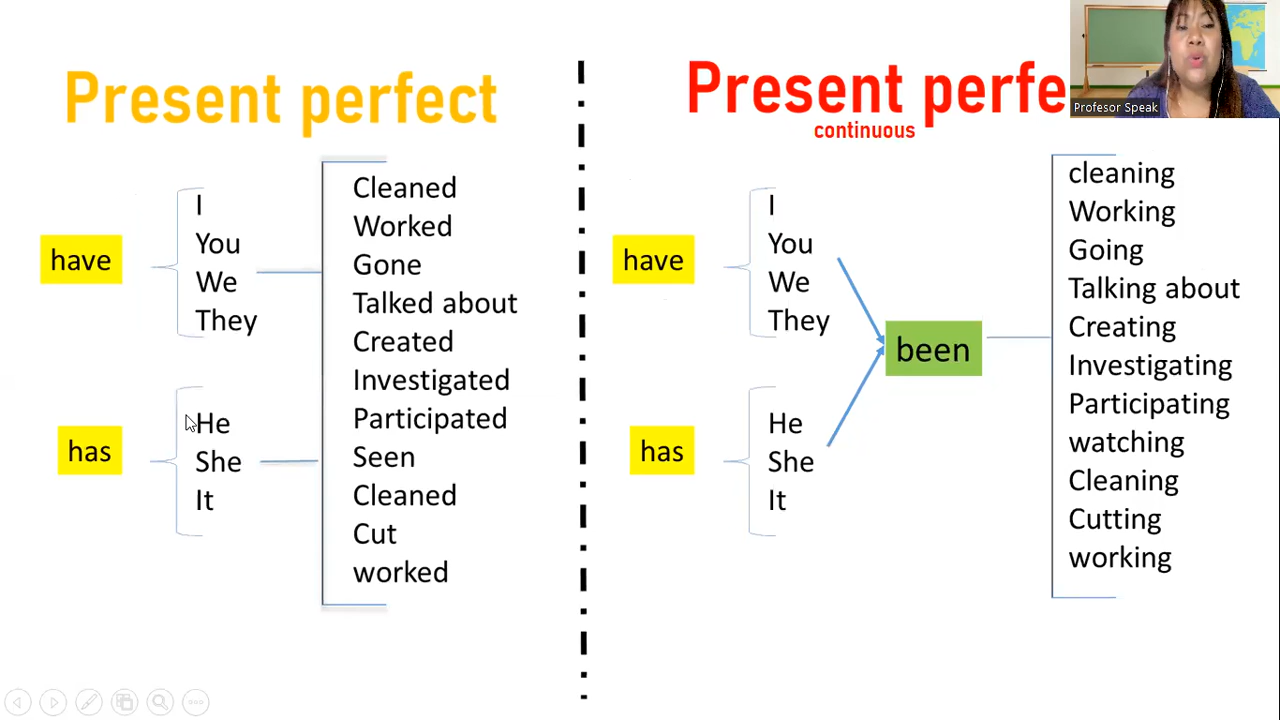 Present perfect
have
I
You
We
They
has
He
She
It
Cleaned
Worked
Gone
Talked about
Created
Investigated
Participated
Seen
Cleaned
Cut
worked
Present perfe
continuous
have
I
You
We
They
has
He
She
It
been
cleaning
Working
Going
Talking about
Creating
Investigating
Participating
watching
Cleaning
Cutting
working
Profesor Speak